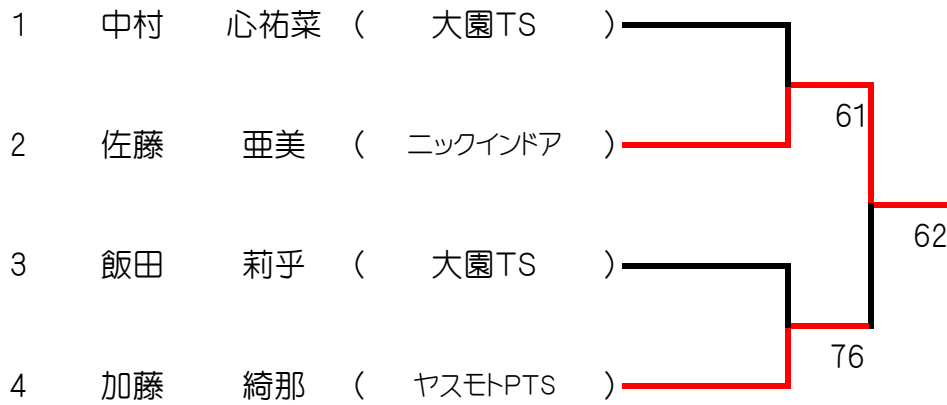 1 中村 心祐菜 ( 大園TS )
61
2 佐藤 亜美 ( ニックインドア )
62
3 飯田 莉乎 ( 大園TS )
76
4 加藤 綺那 ( ヤスモトPTS )